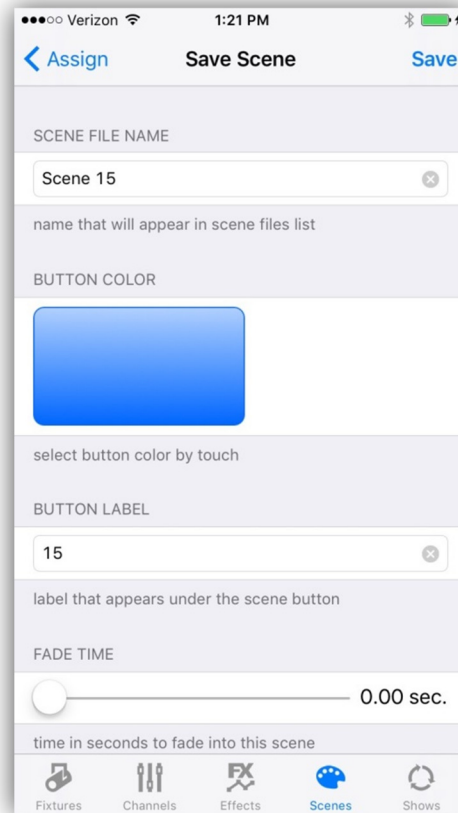 Verizon 1:21 PM
Assign Save Scene Save
SCENE FILE NAME
Scene 15
name that will appear in scene files list
BUTTON COLOR
select button color by touch
BUTTON LABEL
15
label that appears under the scene button
FADE TIME
0.00 sec.
time in seconds to fade into this scene
FX
Fixtures Channels Effects Scenes Shows